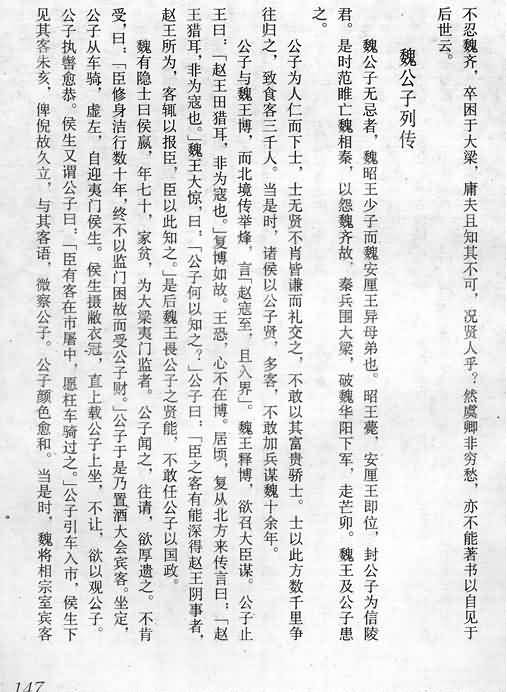 不忍魏齐，卒困于大梁，庸夫且知其不可，况贤人乎？然虞卿非穷愁，亦不能著书以自见于
后世云。
魏公子列传
魏公子无忌者，魏昭王少子而魏安厘王异母弟也。昭王薨，安厘王即位，封公子为信陵
君。是时范睢亡魏相秦，以怨魏齐故，秦兵围大梁，破魏华阳下军，走芒卯。魏王及公子患
之。
公子为人仁而下士，士无贤不肖皆谦而礼交之，不敢以其富贵骄士。士以此方数千里争
往归之，致食客三千人。当是时，诸侯以公子贤，多客，不敢加兵谋魏十余年。
公子与魏王博，而北境传举烽，言「赵寇至，且入界」。魏王释博，欲召大臣谋。公子止
王曰：「赵王田猎耳，非为寇也。」复博如故。王恐，心不在博。居顷，复从北方来传言曰：「赵
王猎耳，非为寇也。」魏王大惊，曰：「公子何以知之？」公子曰：「臣之客有能深得赵王阴事者，
赵王所为，客辄以报臣，臣以此知之。」是后魏王畏公子之贤能，不敢任公子以国政。
魏有隐士曰侯嬴，年七十，家贫，为大梁夷门监者。公子闻之，往请，欲厚遗之。不肯
受，曰：「臣修身洁行数十年，终不以监门困故而受公子财。」公子于是乃置酒大会宾客。坐定，
公子从车骑，虚左，自迎夷门侯生。侯生摄敝衣冠，直上载公子上坐，不让，欲以观公子。
公子执辔愈恭。侯生又谓公子曰：「臣有客在市屠中，愿枉车骑过之。」公子引车入市，侯生下
见其客朱亥，俾倪故久立，与其客语，微察公子。公子颜色愈和。当是时，魏将相宗室宾客
147